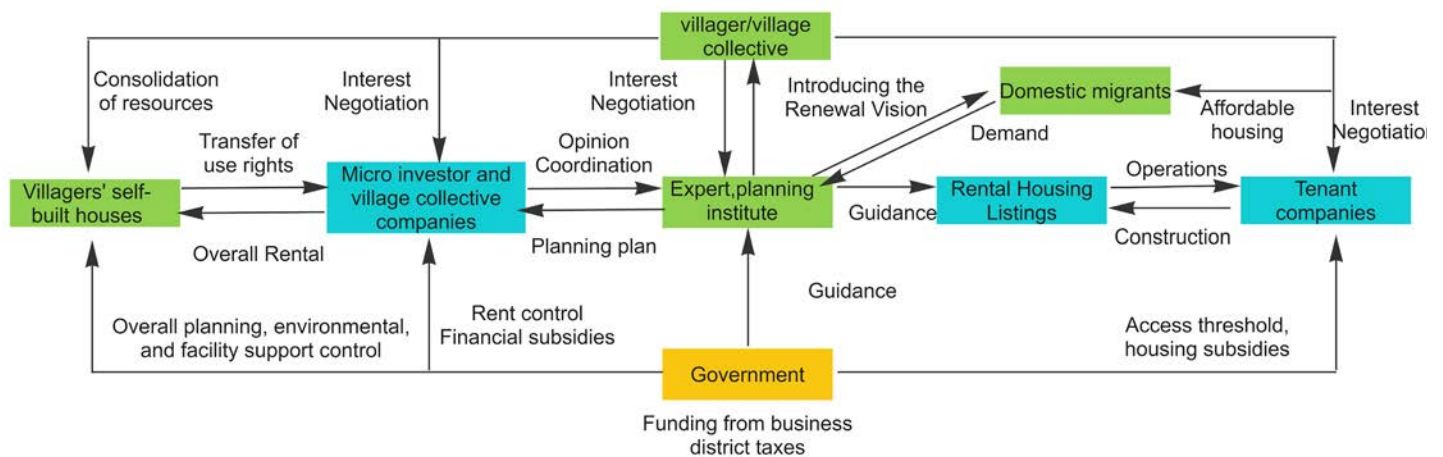 villager/village
collective
Consolidation
of resources
Interest
Negotiation
Interest
Negotiation
Introducing the
Renewal Vision
Domestic migrants
Affordable
housing
Interest
Negotiation
Demand
Transfer of
use rights
Opinion
Coordination
Villagers' self-
built houses
Micro investor and
village collective
companies
Expert,planning
institute
Guidance
Rental Housing
Listings
Operations
Construction
Tenant
companies
Overall Rental
Planning plan
Guidance
Overall planning, environmental,
and facility support control
Rent control
Financial subsidies
Access threshold,
housing subsidies
Government
Funding from business
district taxes